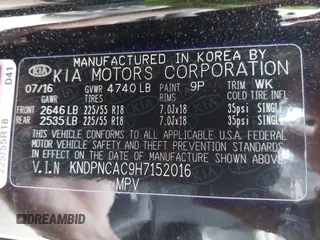 MANUFACTURED IN KOREA BY
KIA KIA MOTORS CORPORATION
07/16 GVWR 4740 LB PAINT 9P TRIM WK
GAWR TIRES RIMS COLD TIRE INFL.
FRONT 2646 LB 225/55 R18 7.0Jx18 35psi SINGLE
REAR 2535 LB 225/55 R18 7.0Jx18 35psi SINGLE
THIS VEHICLE CONFORMS TO ALL APPLICABLE FEDERAL MOTOR VEHICLE
SAFETY AND THEFT PREVENTION STANDARDS IN EFFECT
ON THE DATE OF MANUFACTURE SHOWN ABOVE.
V.I.N KNDPNCAC9H7152016
MPV
D41
225/55R18